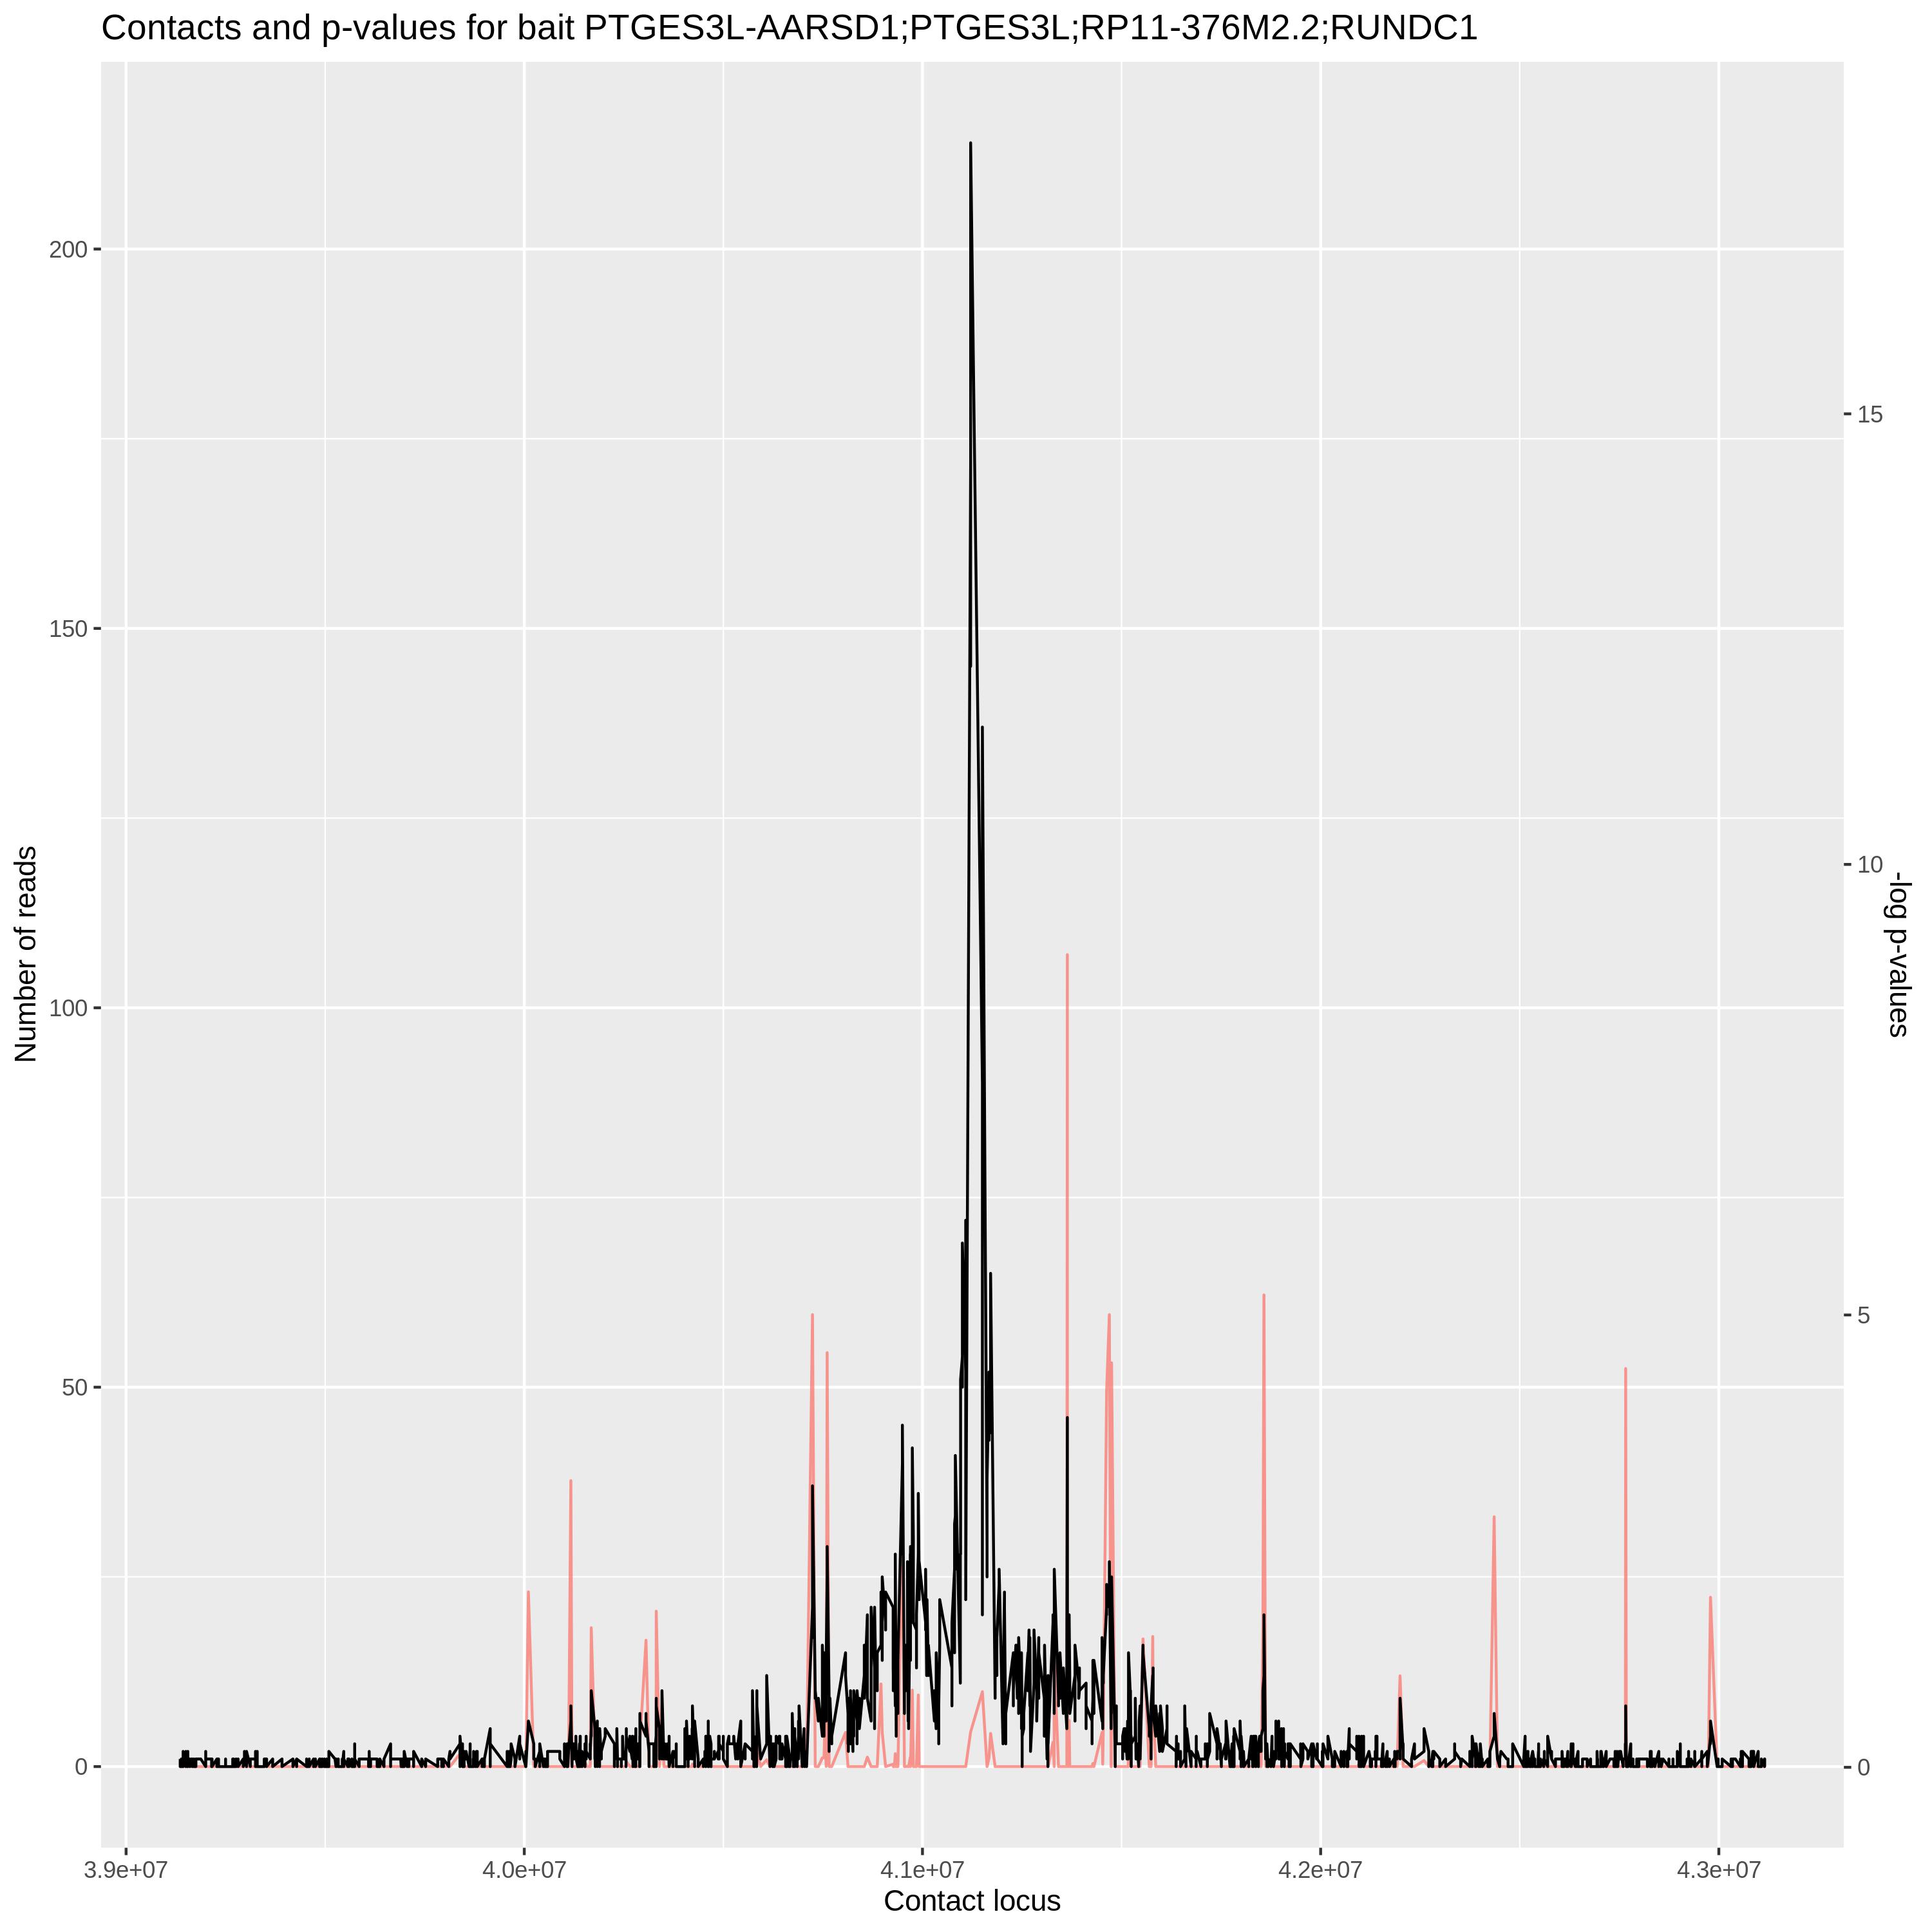 Contacts and p-values for bait PTGES3L-AARSD1;PTGES3L;RP11-376M2.2;RUNDC1
200
150
100
50
0
Number of reads
15
10
5
0
-log p-values
3.9e+07 4.0e+07 4.1e+07 4.2e+07 4.3e+07
Contact locus